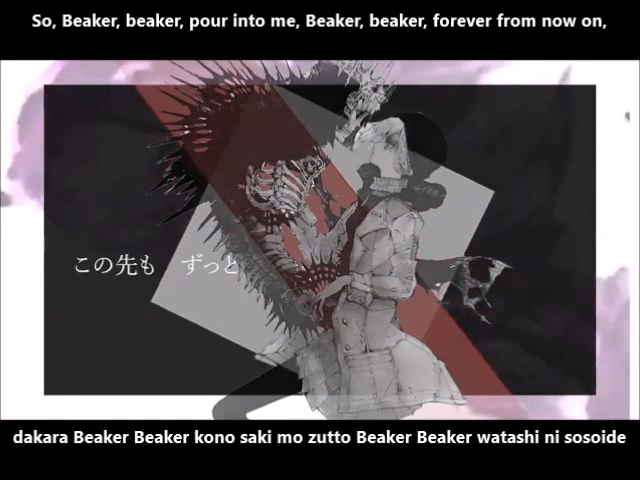 So, Beaker, beaker, pour into me, Beaker, beaker, forever from now on,
この先も ずっと
dakara Beaker Beaker kono saki mo zutto Beaker Beaker watashi ni sosoide